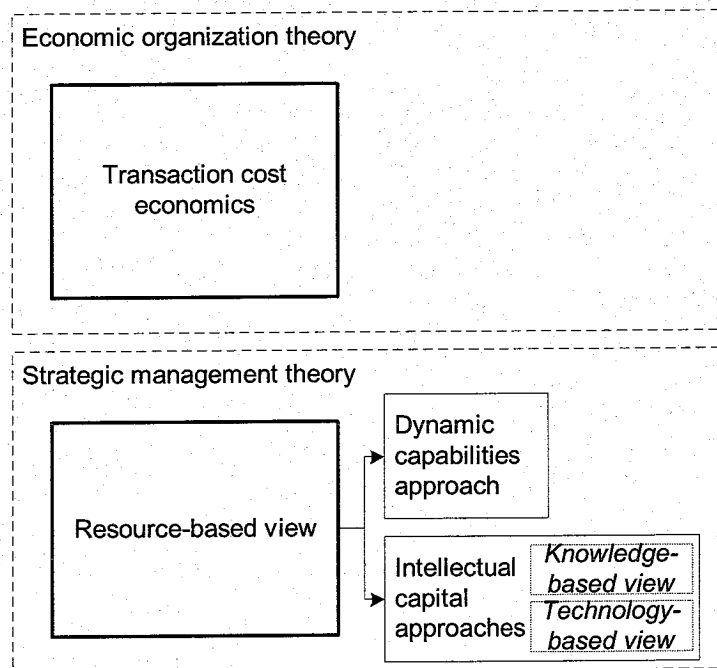 Economic organization theory
Transaction cost
economics
Strategic management theory
Resource-based view
Dynamic
capabilities
approach
Intellectual
capital
approaches
Knowledge-
based view
Technology-
based view